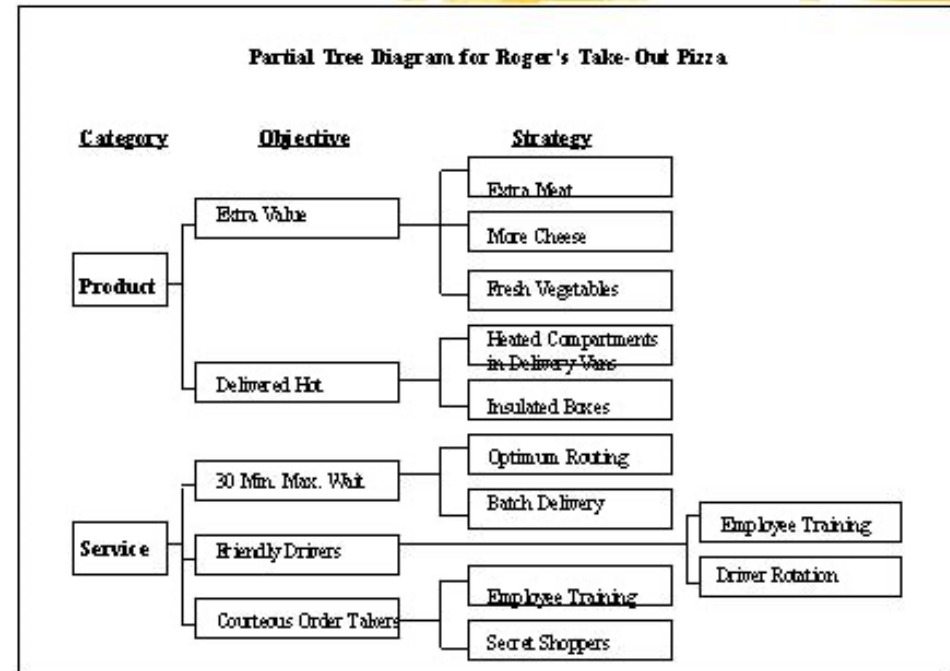 Partial Tree Diagram for Roger's Take-Out Pizza
Category Objective Strategy
Extra Meat
Extra Value
More Cheese
Product
Fresh Vegetables
Heated Compartments
in Delivery Vans
Delivered Hot
Insulated Boxes
Optimum Routing
30 Min. Max. Wait
Batch Delivery
Employee Training
Service
Friendly Drivers
Driver Rotation
Employee Training
Courteous Order Takers
Secret Shoppers